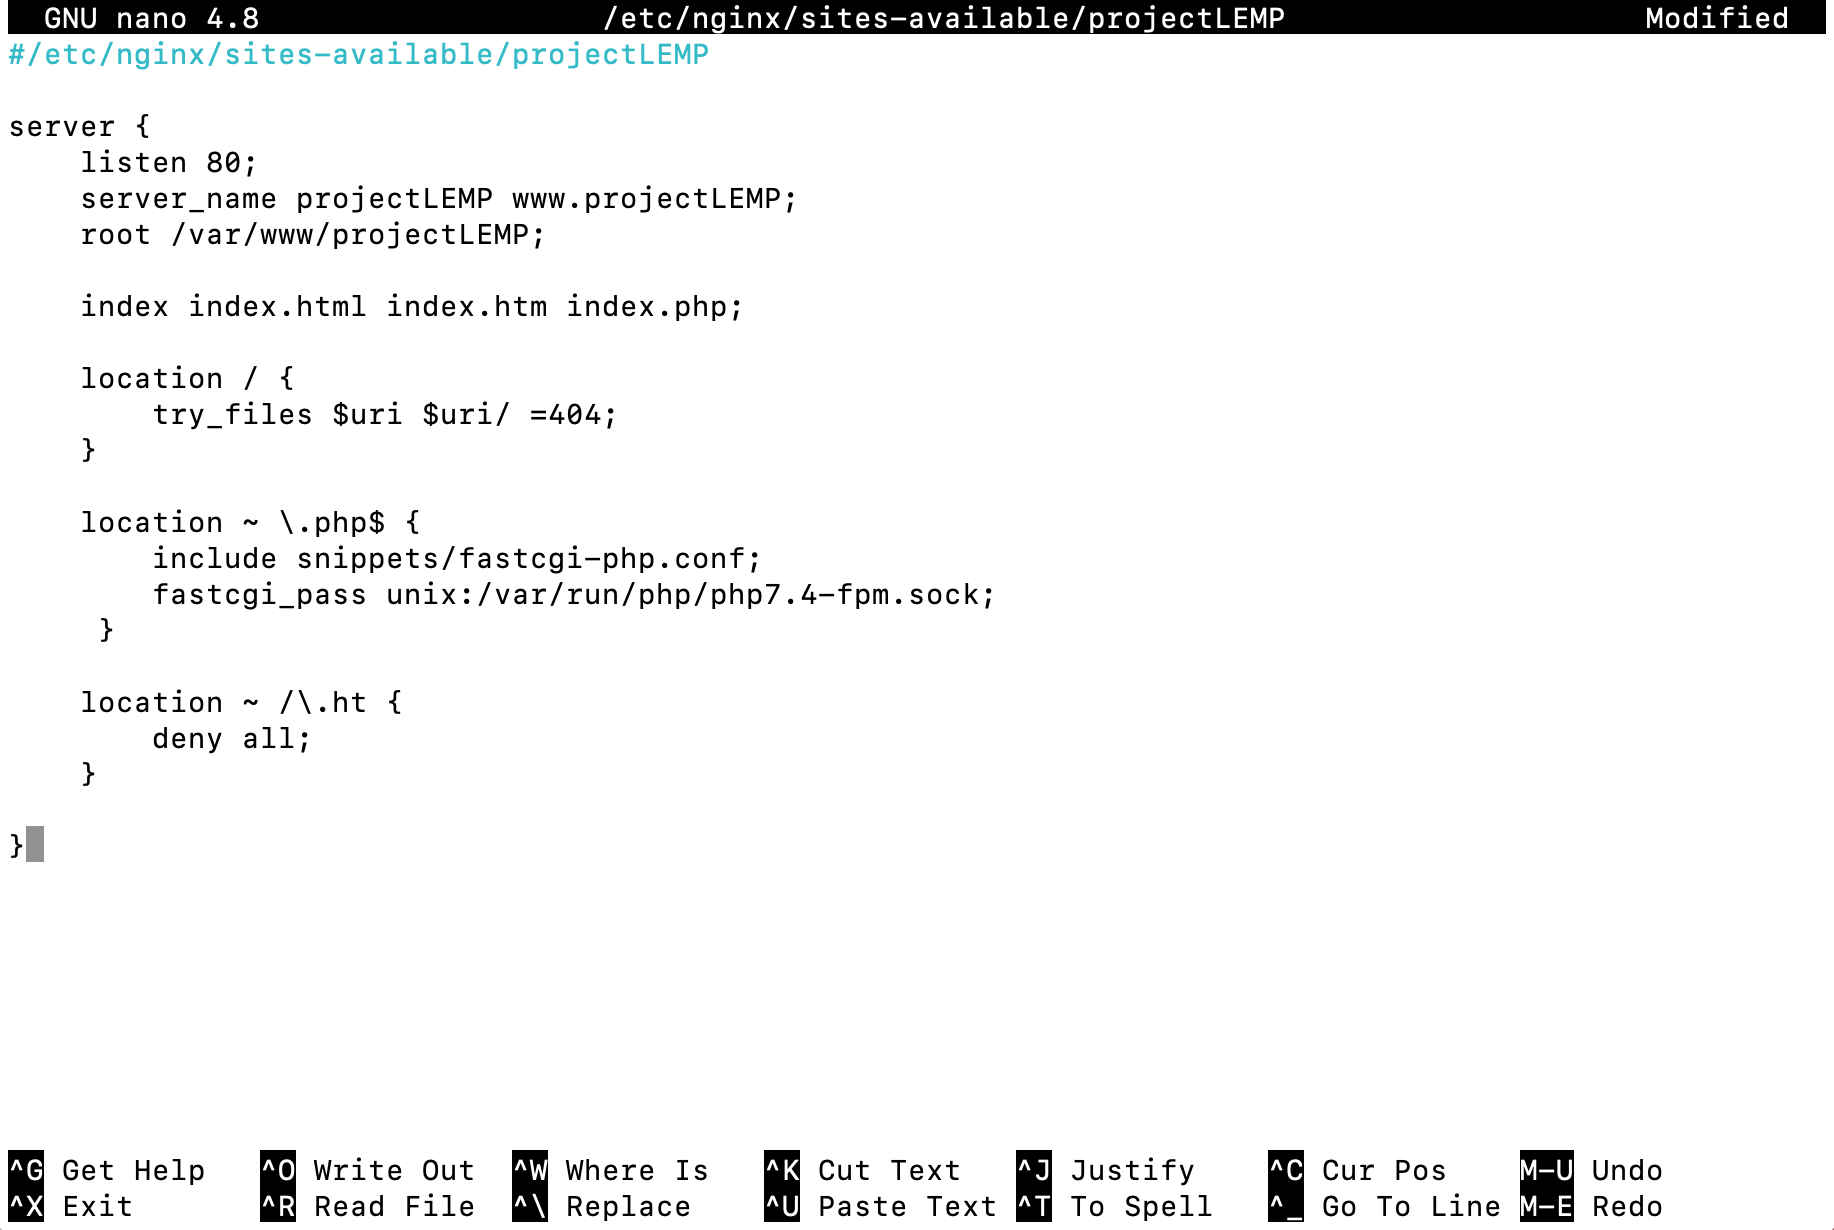 GNU nano 4.8 /etc/nginx/sites-available/projectLEMP Modified
#/etc/nginx/sites-available/projectLEMP
server {
    listen 80;
    server_name projectLEMP www.projectLEMP;
    root /var/www/projectLEMP;
    index index.html index.htm index.php;
    location / {
        try_files $uri $uri/ =404;
    }
    location ~ \.php$ {
        include snippets/fastcgi-php.conf;
        fastcgi_pass unix:/var/run/php/php7.4-fpm.sock;
     }
    location ~ /\.ht {
        deny all;
    }
}
^G Get Help ^O Write Out ^W Where Is ^K Cut Text ^J Justify ^C Cur Pos M-U Undo
^X Exit ^R Read File ^\ Replace ^U Paste Text ^T To Spell ^_ Go To Line M-E Redo